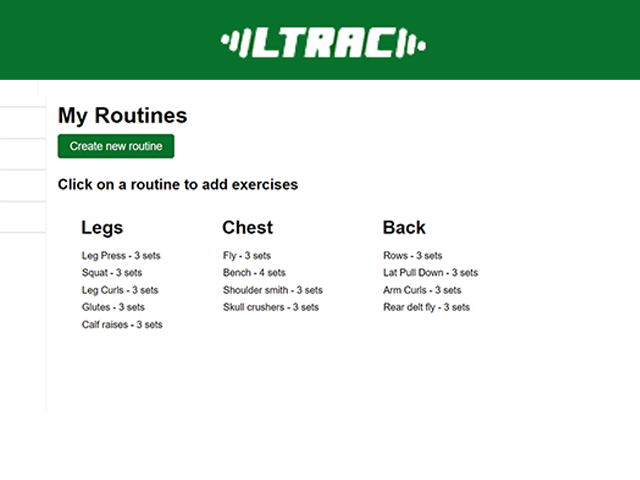 LTRAC
My Routines
Create new routine
Click on a routine to add exercises
Legs
Leg Press - 3 sets
Squat - 3 sets
Leg Curls - 3 sets
Glutes - 3 sets
Calf raises - 3 sets
Chest
Fly - 3 sets
Bench - 4 sets
Shoulder smith - 3 sets
Skull crushers - 3 sets
Back
Rows - 3 sets
Lat Pull Down - 3 sets
Arm Curls - 3 sets
Rear delt fly - 3 sets